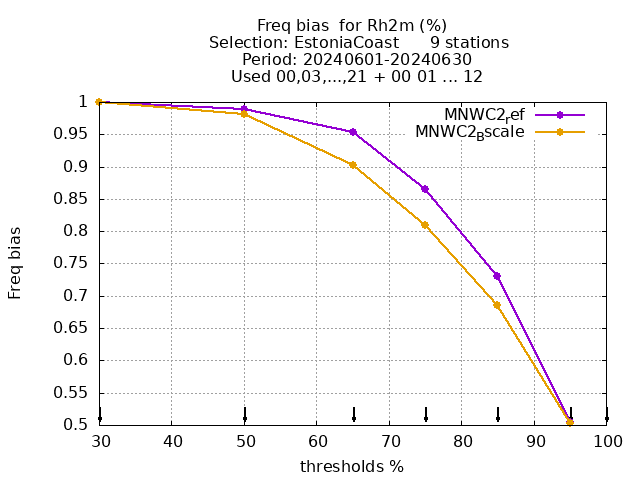 Freq bias  for Rh2m (%)
Selection: EstoniaCoast      9 stations
Period: 20240601-20240630
Used 00,03,...,21 + 00 01 ... 12
MNWC2ref
MNWC2Bscale
1
0.95
0.9
0.85
0.8
0.75
0.7
0.65
0.6
0.55
0.5
Freq bias
30 40 50 60 70 80 90 100
thresholds %